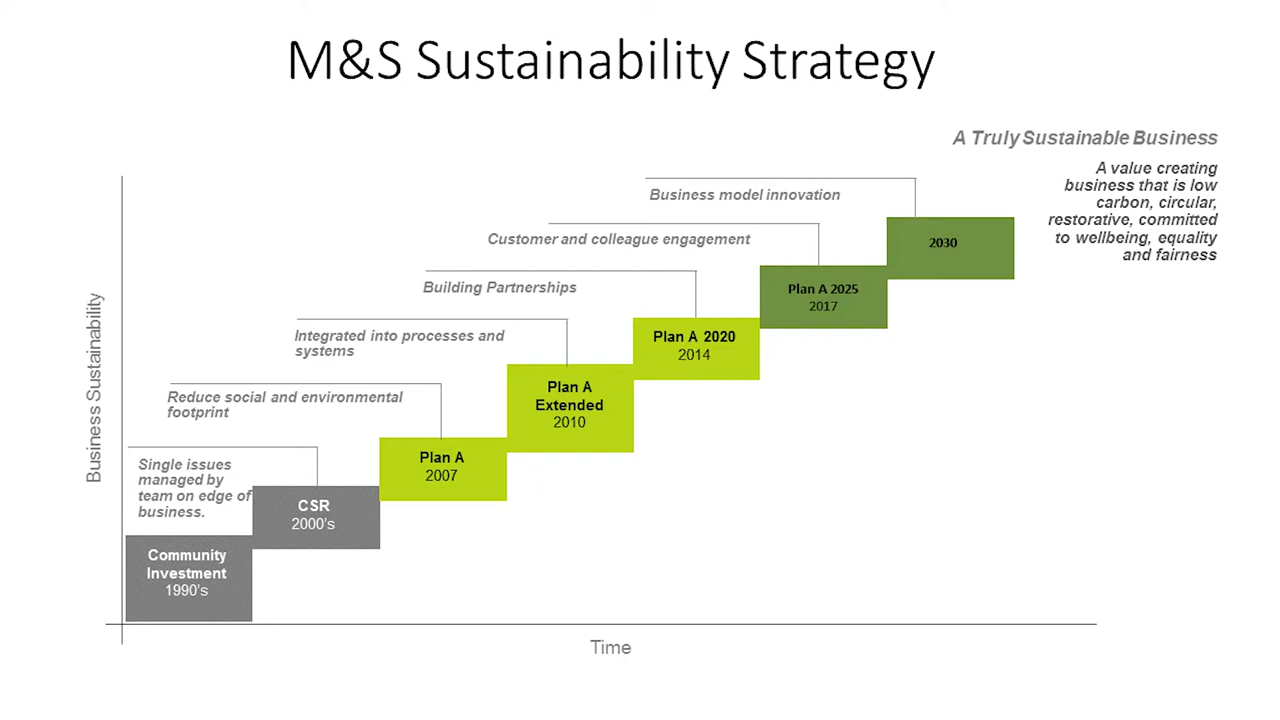 M&S Sustainability Strategy
A Truly Sustainable Business
A value creating
business that is low
carbon, circular,
restorative, committed
to wellbeing, equality
and fairness
Business model innovation
2030
Customer and colleague engagement
Plan A 2025
2017
Building Partnerships
Plan A 2020
2014
Integrated into processes and
systems
Plan A
Extended
2010
Reduce social and environmental
footprint
Plan A
2007
Single issues
managed by
team on edge of
business.
CSR
2000's
Community
Investment
1990's
Business Sustainability
Time